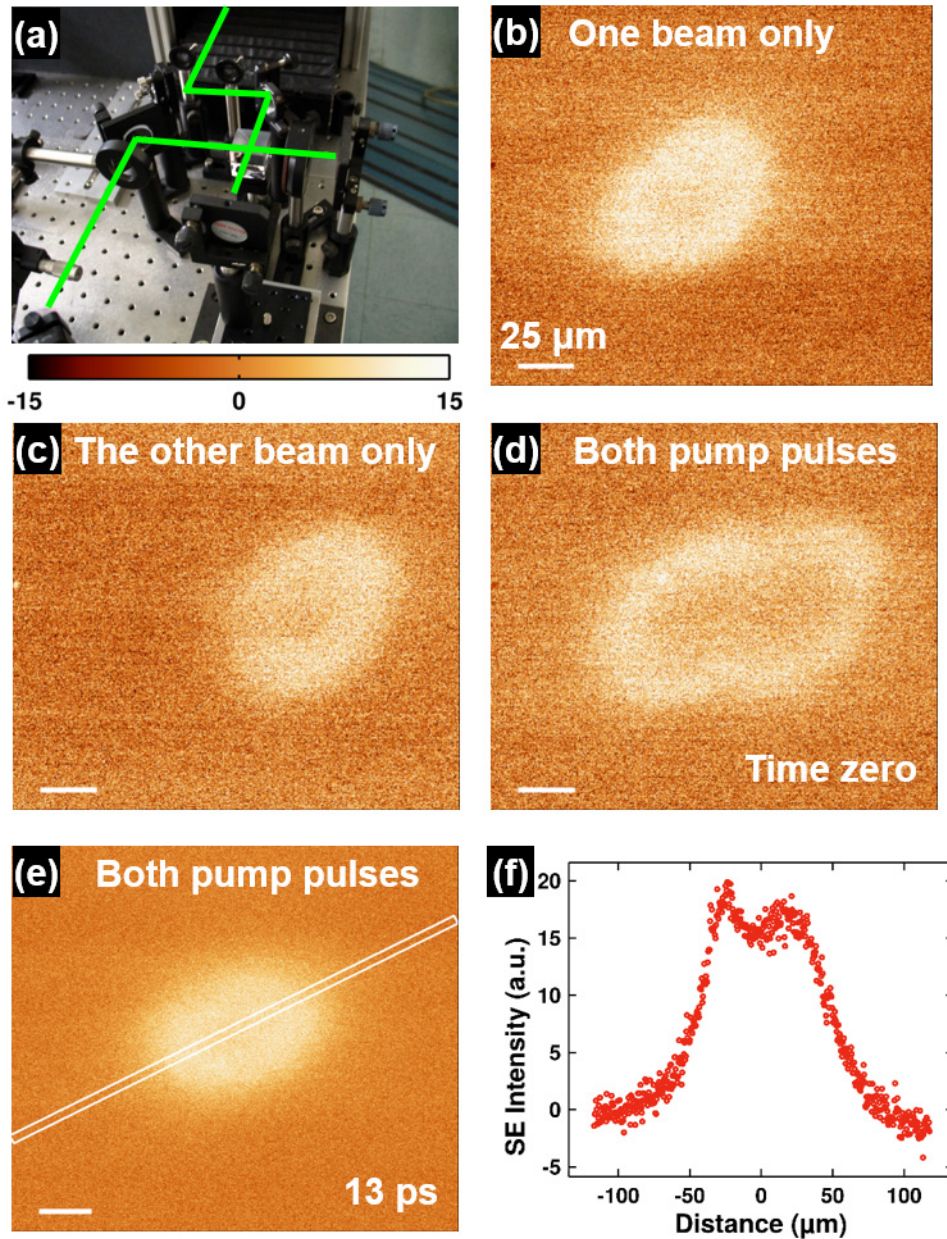 (a)
(b) One beam only
25 µm
-15 0 15
(c) The other beam only
(d) Both pump pulses
Time zero
(e) Both pump pulses
13 ps
(f)
20
15
10
5
0
-5
SE Intensity (a.u.)
-100 -50 0 50 100
Distance (µm)